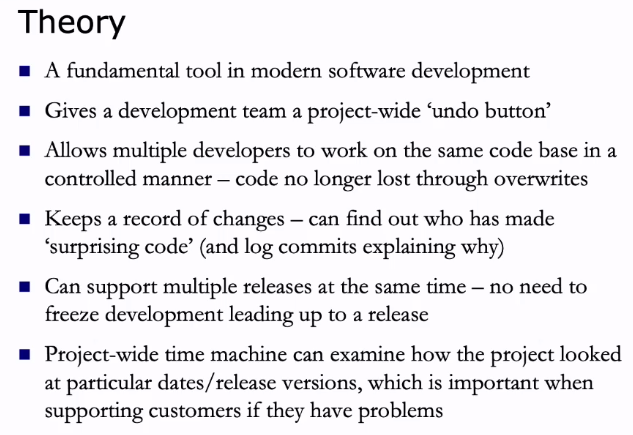 Theory
■ A fundamental tool in modern software development
■ Gives a development team a project-wide ‘undo button’
■ Allows multiple developers to work on the same code base in a
controlled manner – code no longer lost through overwrites
■ Keeps a record of changes – can find out who has made
‘surprising code’ (and log commits explaining why)
■ Can support multiple releases at the same time – no need to
freeze development leading up to a release
■ Project-wide time machine can examine how the project looked
at particular dates/release versions, which is important when
supporting customers if they have problems